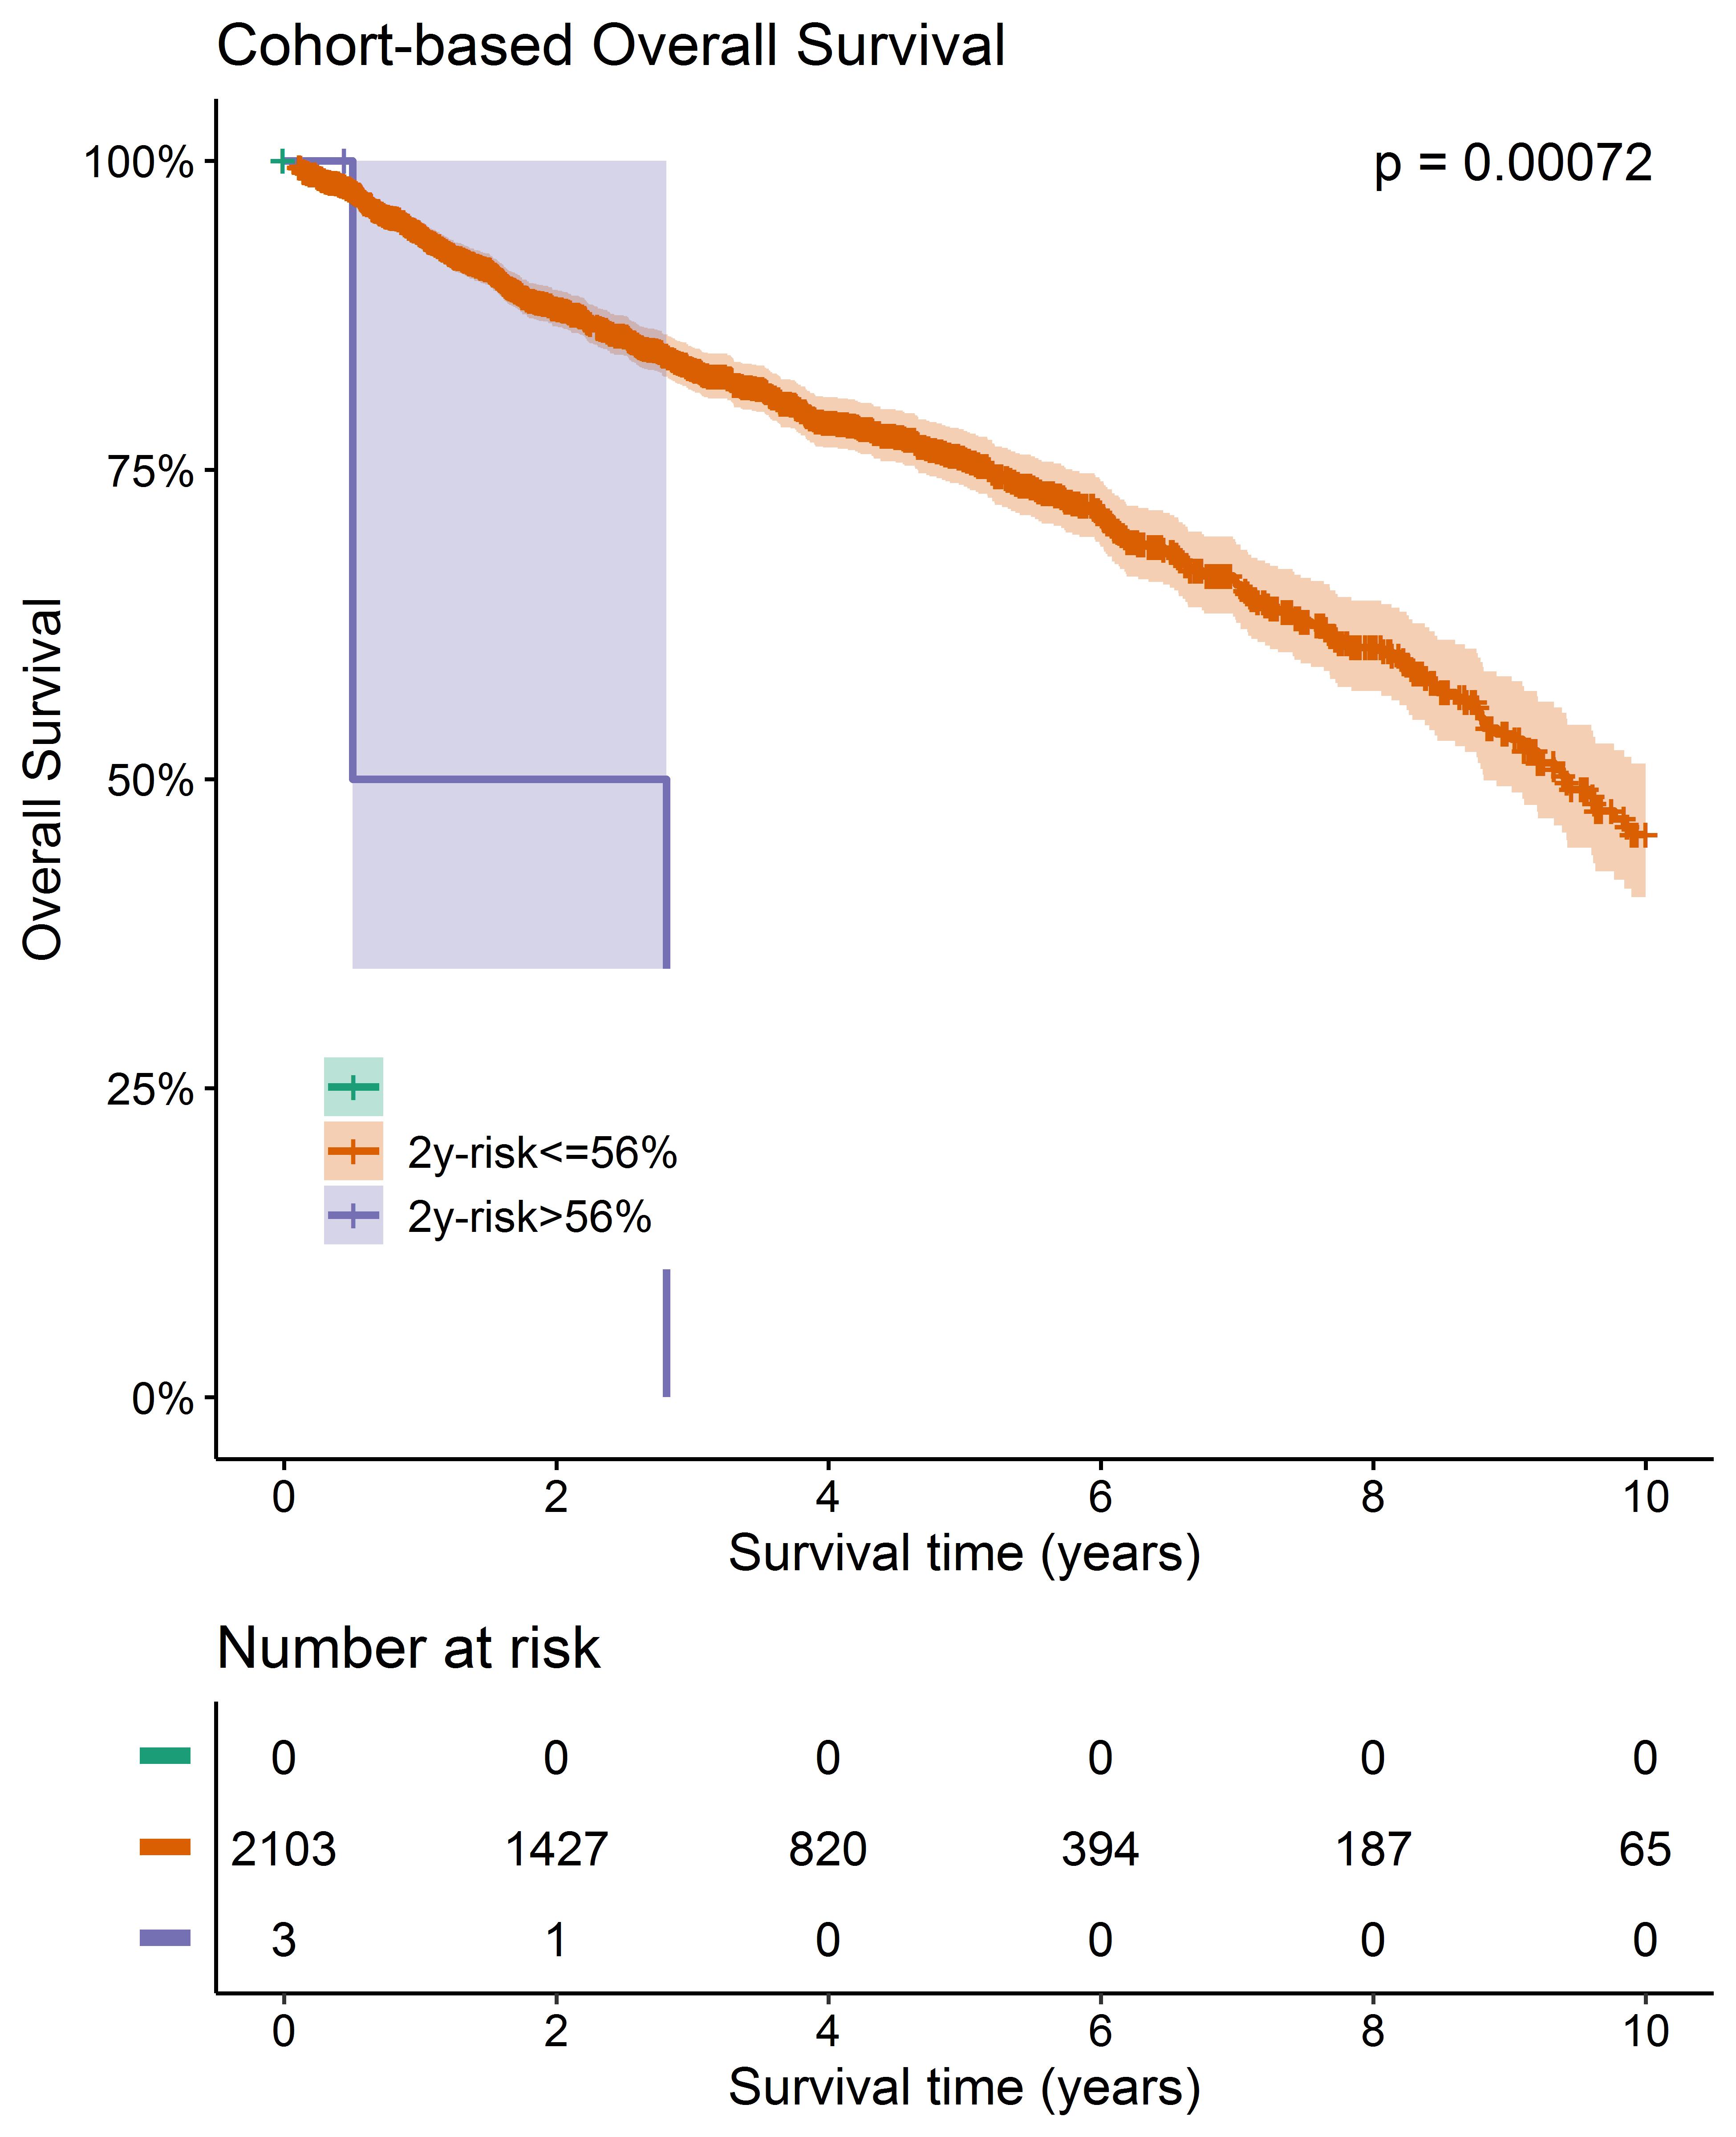 Cohort-based Overall Survival
p = 0.00072
100%
75%
50%
25%
0%
Overall Survival
2y-risk<=56%
2y-risk>56%
0 2 4 6 8 10
Survival time (years)
Number at risk
0 0 0 0 0 0
2103 1427 820 394 187 65
3 1 0 0 0 0
0 2 4 6 8 10
Survival time (years)